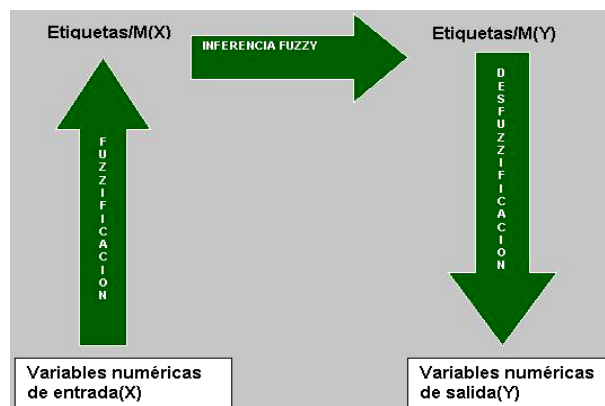 Etiquetas/M(X)
Etiquetas/M(Y)
INFERENCIA FUZZY
FUZZIFICACION
DESFUZZIFICACION
Variables numéricas
de entrada(X)
Variables numéricas
de salida(Y)